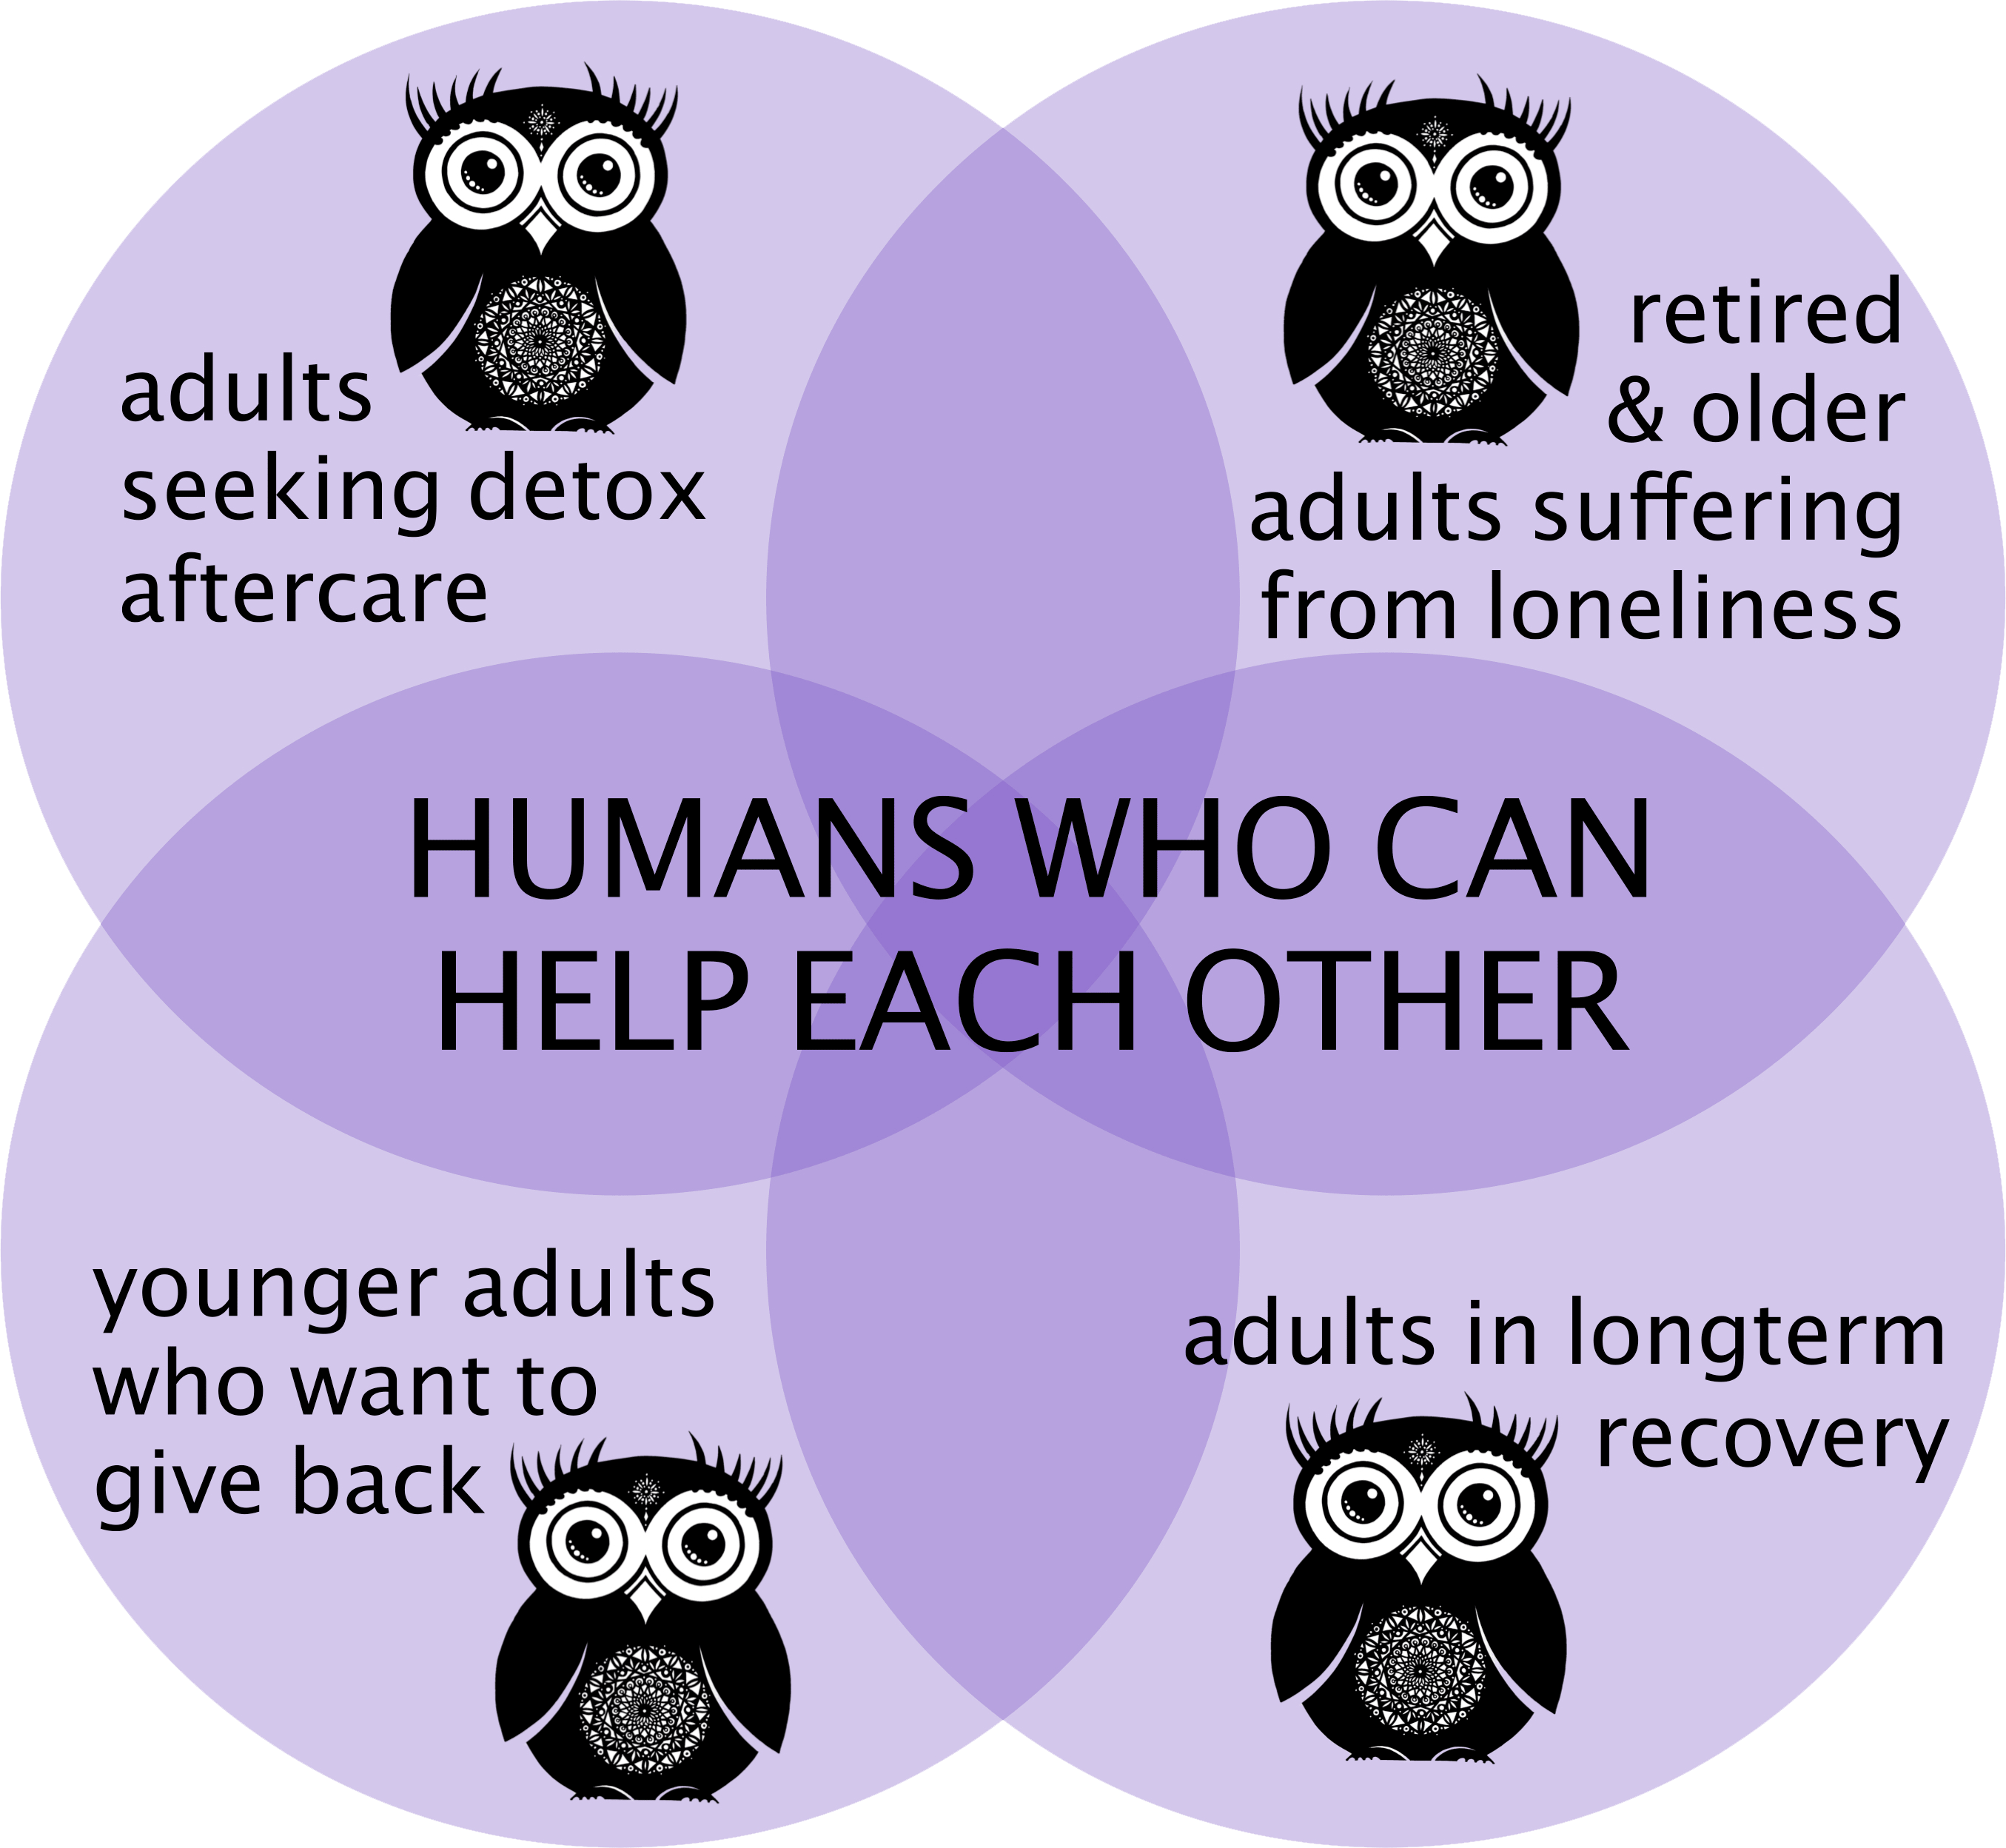 adults
seeking detox
aftercare
retired
& older
adults suffering
from loneliness
HUMANS WHO CAN
HELP EACH OTHER
younger adults
who want to
give back
adults in longterm
recovery